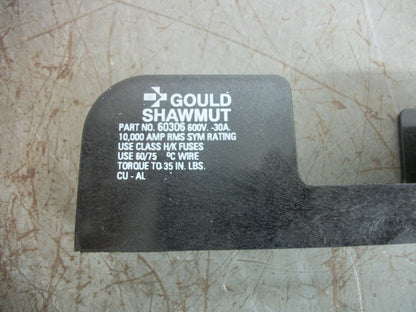 GOULD
SHAWMUT
PART NO. 60306 600V. -30A.
10,000 AMP RMS SYM RATING
USE CLASS H/K FUSES
USE 60/75 °C WIRE
TORQUE TO 35 IN. LBS.
CU - AL